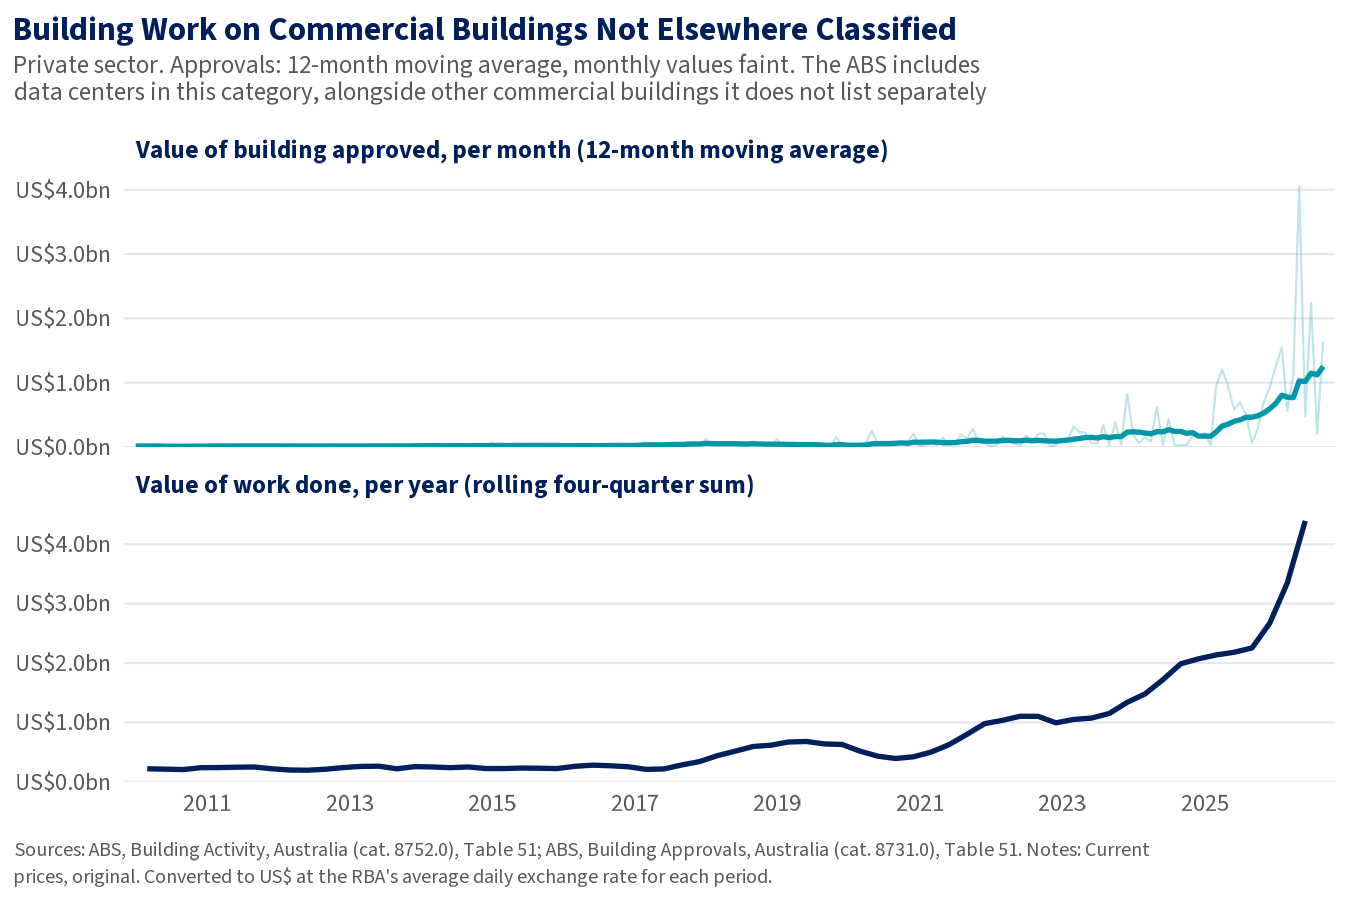 Building Work on Commercial Buildings Not Elsewhere Classified
Private sector. Approvals: 12-month moving average, monthly values faint. The ABS includes
data centers in this category, alongside other commercial buildings it does not list separately
Value of building approved, per month (12-month moving average)
US$4.0bn
US$3.0bn
US$2.0bn
US$1.0bn
US$0.0bn
Value of work done, per year (rolling four-quarter sum)
US$4.0bn
US$3.0bn
US$2.0bn
US$1.0bn
US$0.0bn
2011 2013 2015 2017 2019 2021 2023 2025
Sources: ABS, Building Activity, Australia (cat. 8752.0), Table 51; ABS, Building Approvals, Australia (cat. 8731.0), Table 51. Notes: Current
prices, original. Converted to US$ at the RBA's average daily exchange rate for each period.